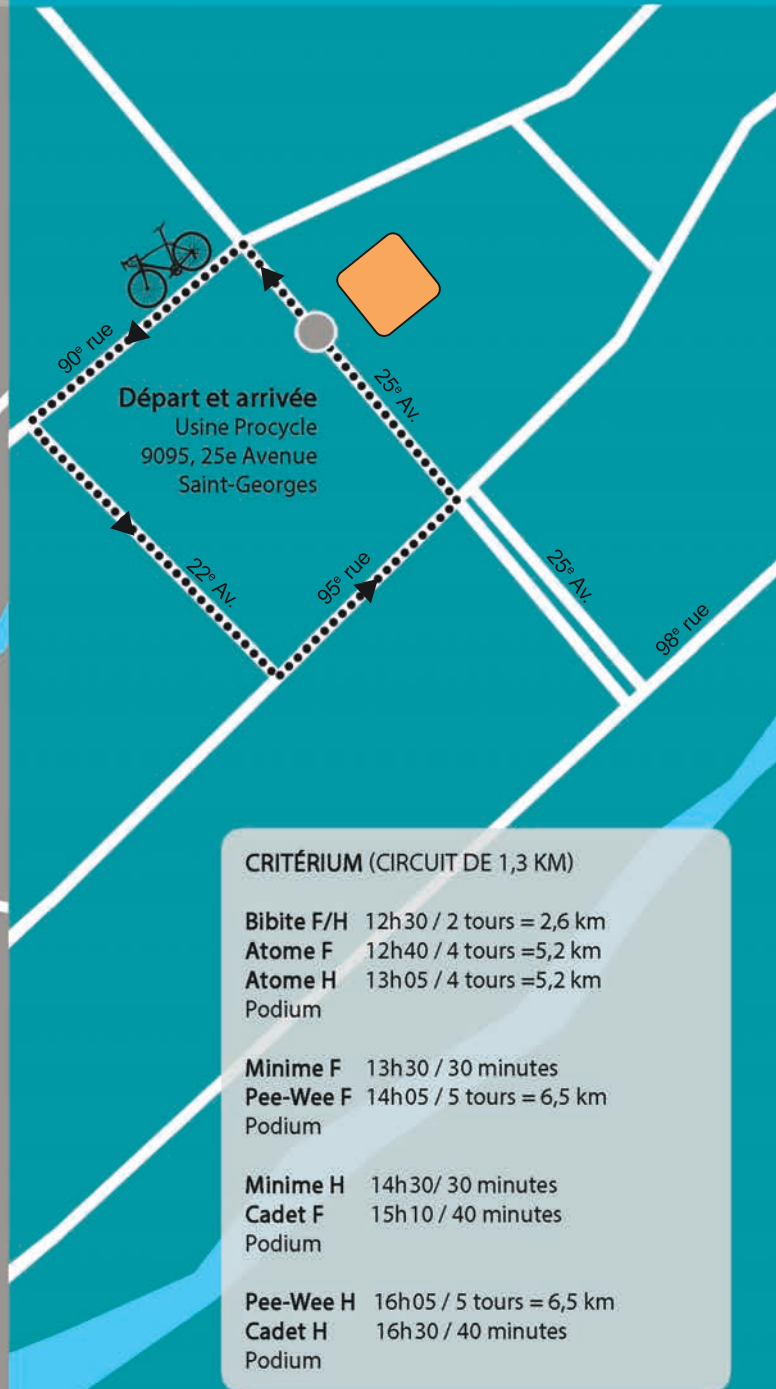 90e rue
25e Av.
Départ et arrivée
Usine Procycle
9095, 25e Avenue
Saint-Georges
22e Av.
95e rue
25e Av.
98e rue
CRITÉRIUM (CIRCUIT DE 1,3 KM)
Bibite F/H 12h30 / 2 tours = 2,6 km
Atome F 12h40 / 4 tours =5,2 km
Atome H 13h05 / 4 tours =5,2 km
Podium
Minime F 13h30 / 30 minutes
Pee-Wee F 14h05 / 5 tours = 6,5 km
Podium
Minime H 14h30/ 30 minutes
Cadet F 15h10 / 40 minutes
Podium
Pee-Wee H 16h05 / 5 tours = 6,5 km
Cadet H 16h30 / 40 minutes
Podium